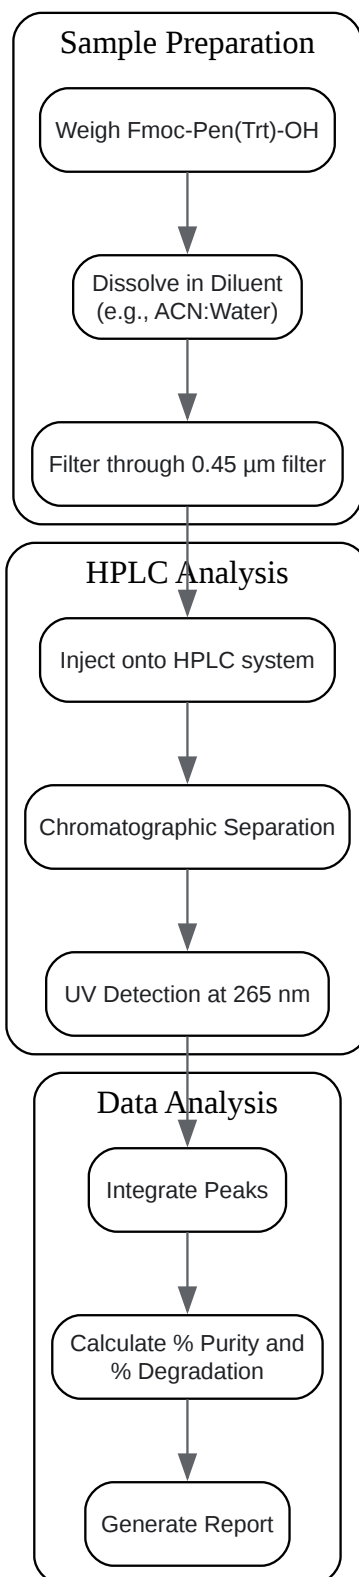 Sample Preparation
Weigh Fmoc-Pen(Trt)-OH
Dissolve in Diluent
(e.g., ACN:Water)
Filter through 0.45 µm filter
HPLC Analysis
Inject onto HPLC system
Chromatographic Separation
UV Detection at 265 nm
Data Analysis
Integrate Peaks
Calculate % Purity and
% Degradation
Generate Report